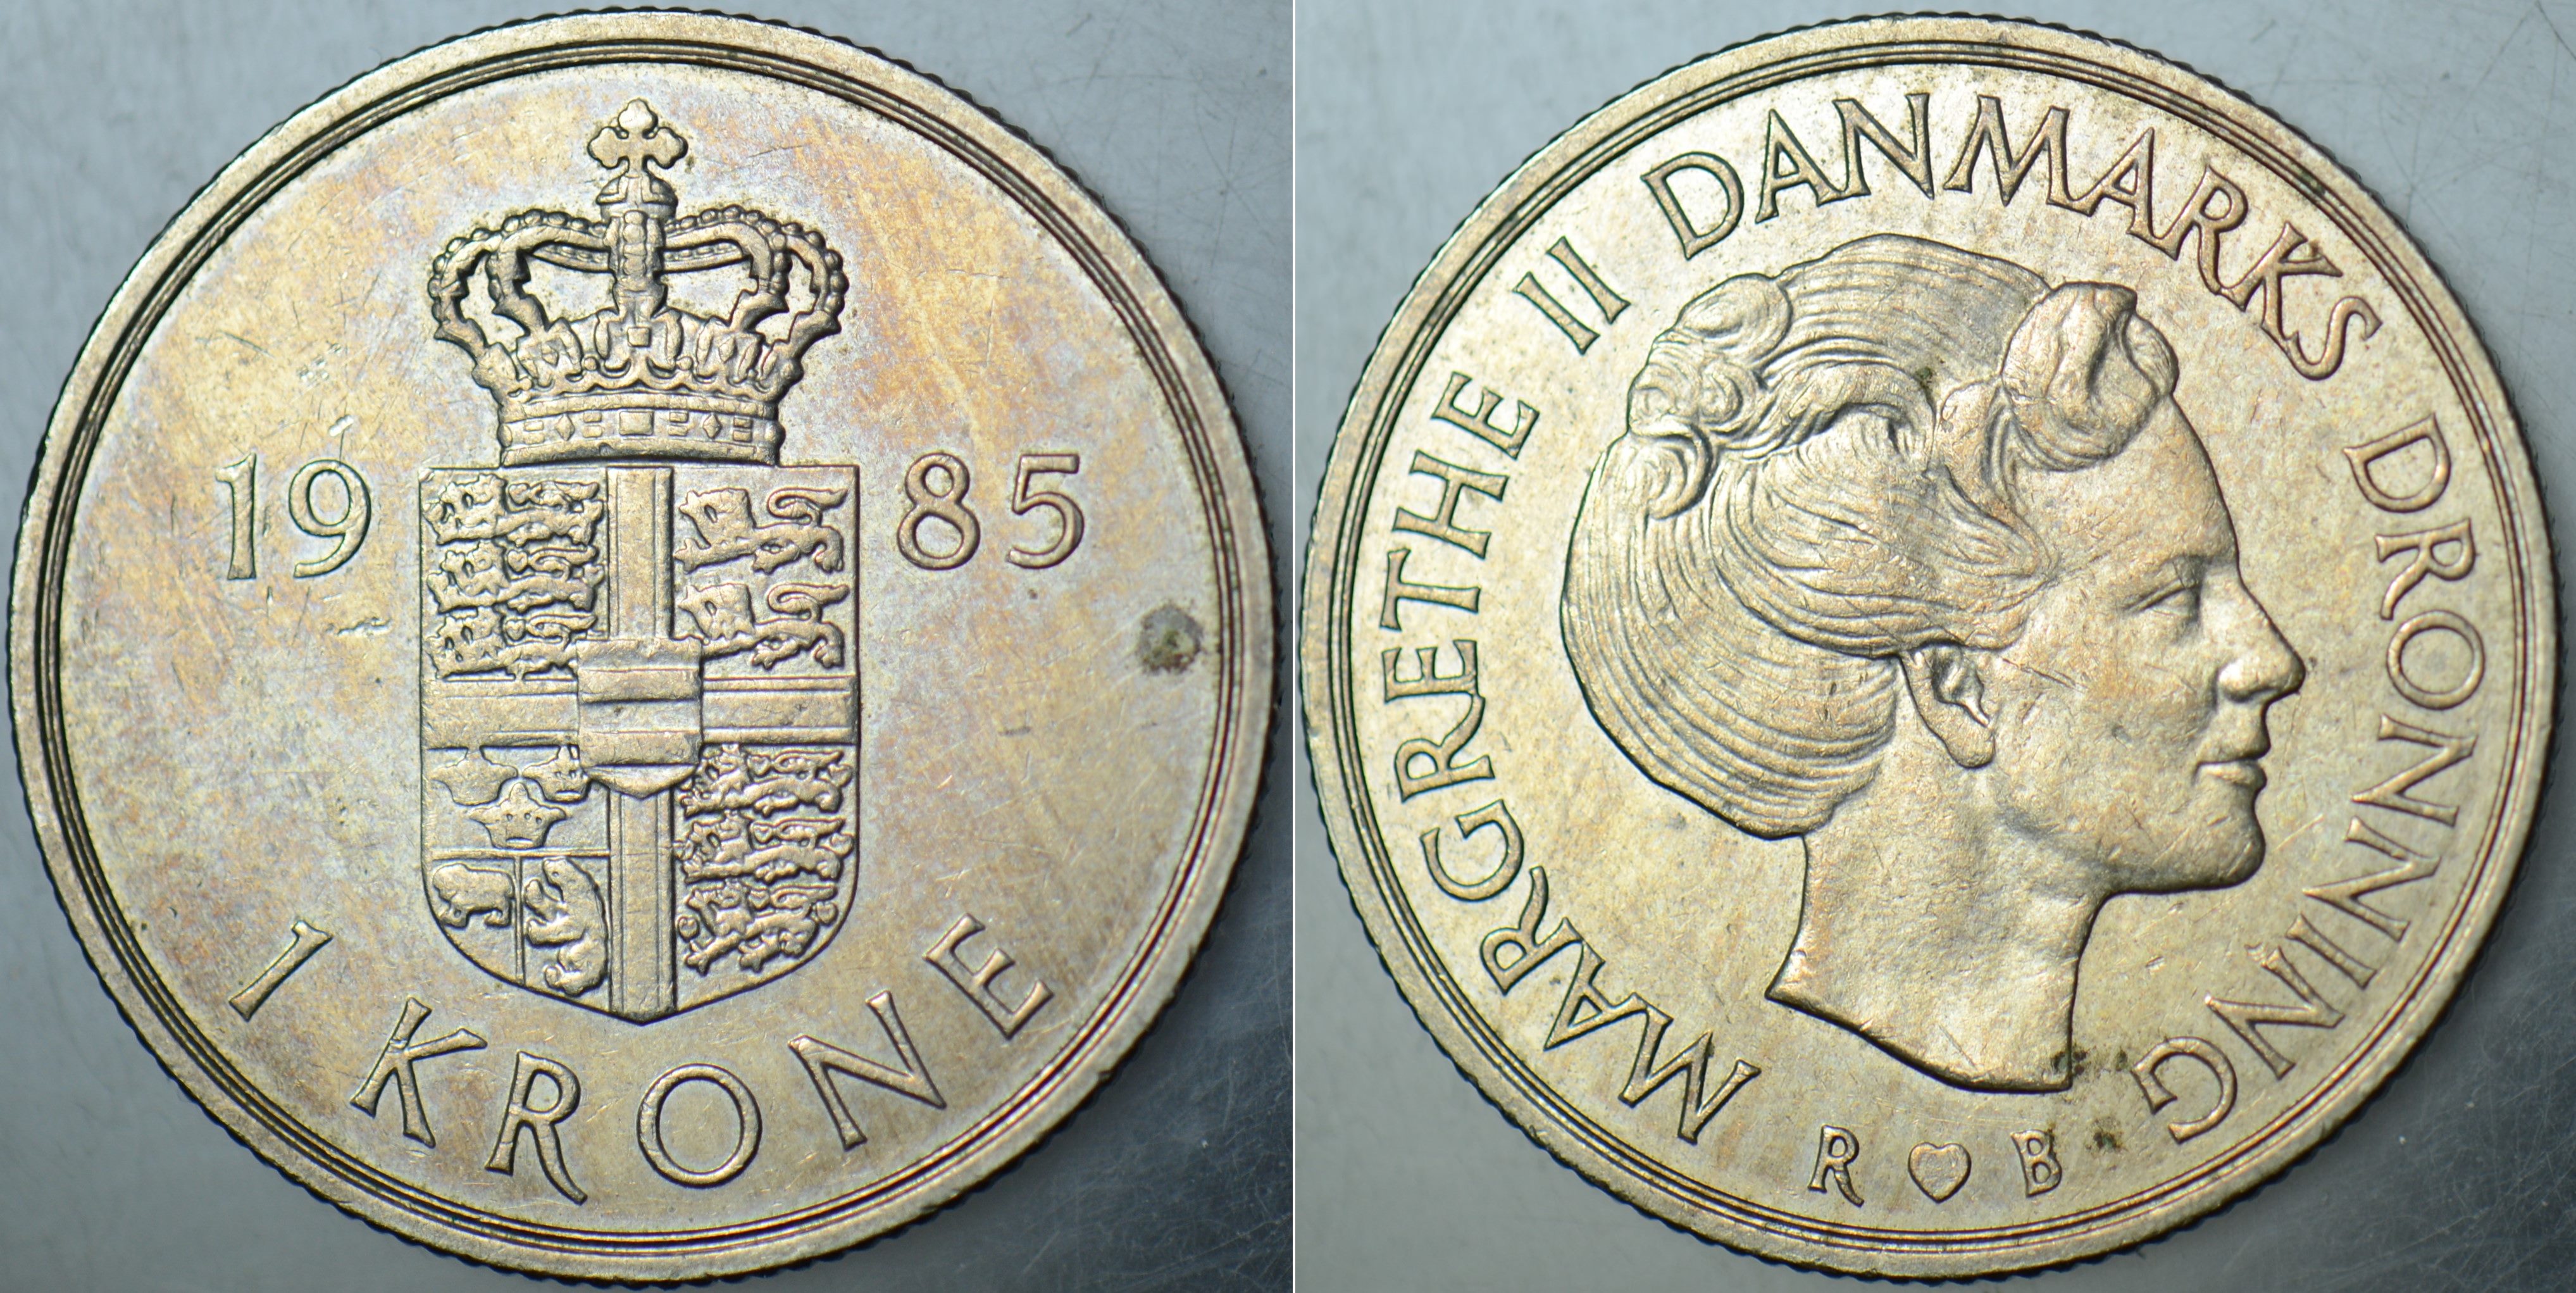 19 85
1 KRONE
MARGRETHE II DANMARKS DRONNING
R ♥ B